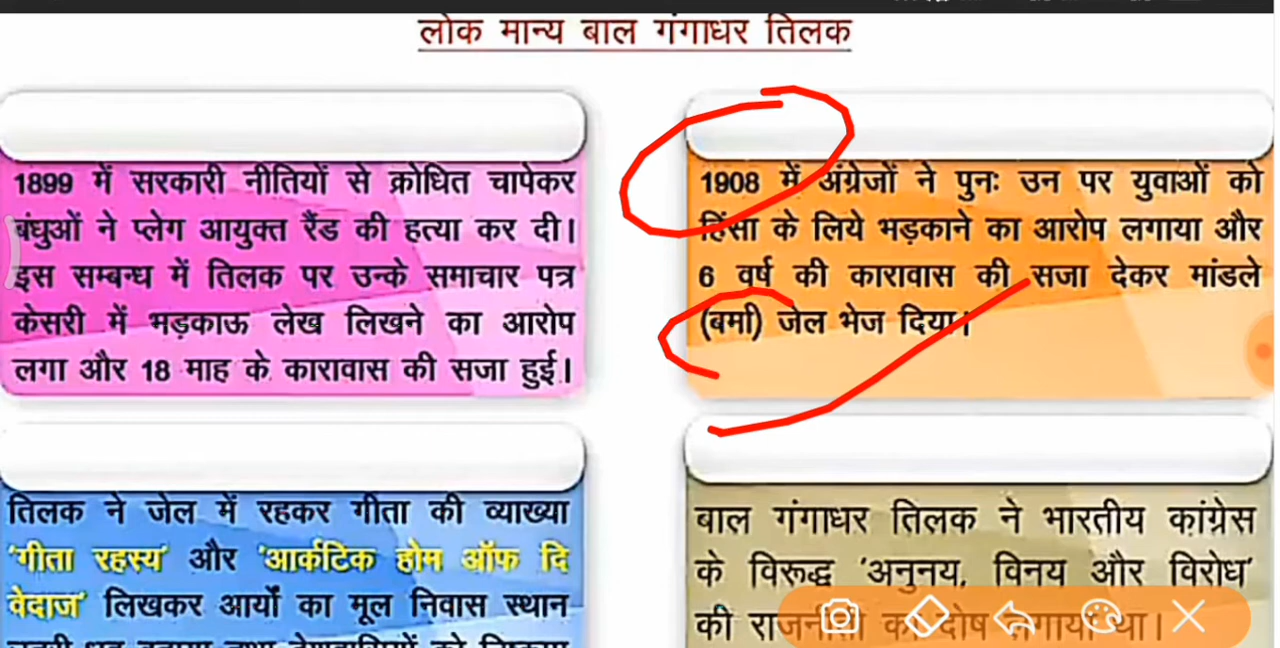 लोक मान्य बाल गंगाधर तिलक
1899 में सरकारी नीतियों से क्रोधित चापेकर
बंधुओं ने प्लेग आयुक्त रैंड की हत्या कर दी।
इस सम्बन्ध में तिलक पर उन्के समाचार पत्र
केसरी में भड़काऊ लेख लिखने का आरोप
लगा और 18 माह के कारावास की सजा हुई।
1908 में अंग्रेजों ने पुनः उन पर युवाओं को
हिंसा के लिये भड़काने का आरोप लगाया और
6 वर्ष की कारावास की सजा देकर मांडले
(बर्मा) जेल भेज दिया।
तिलक ने जेल में रहकर गीता की व्याख्या
'गीता रहस्य' और 'आर्कटिक होम ऑफ दि
वेदाज' लिखकर आर्यों का मूल निवास स्थान
बाल गंगाधर तिलक ने भारतीय कांग्रेस
के विरूद्ध 'अनुनय, विनय और विरोध'
की राजनीति का दोष लगाया था।